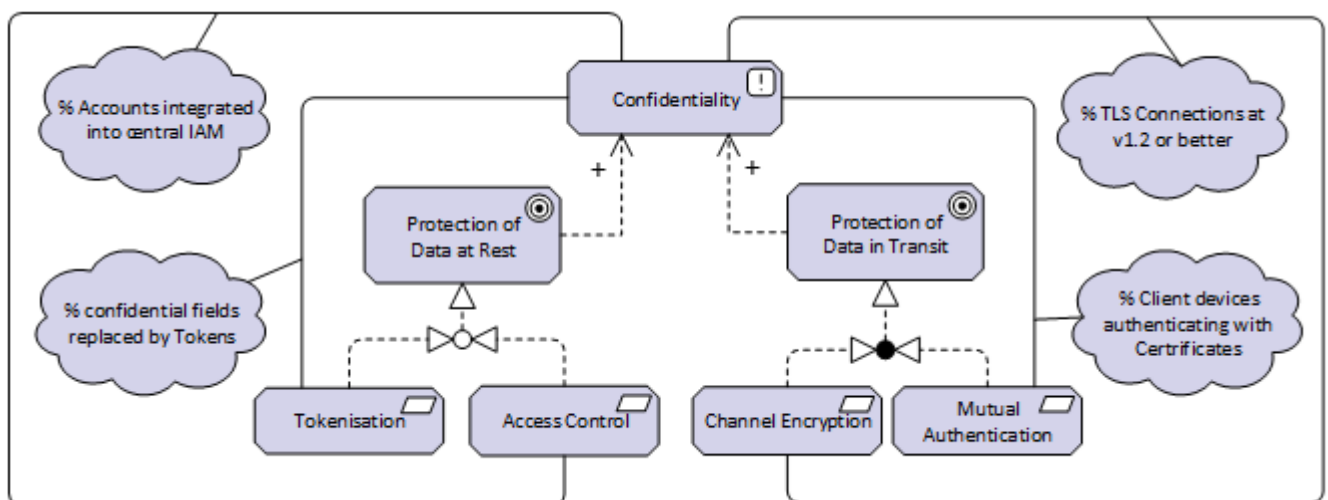 % Accounts integrated
into central IAM
Confidentiality
% TLS Connections at
v1.2 or better
+
+
Protection of
Data at Rest
Protection of
Data in Transit
% confidential fields
replaced by Tokens
% Client devices
authenticating with
Certrificates
Tokenisation
Access Control
Channel Encryption
Mutual
Authentication